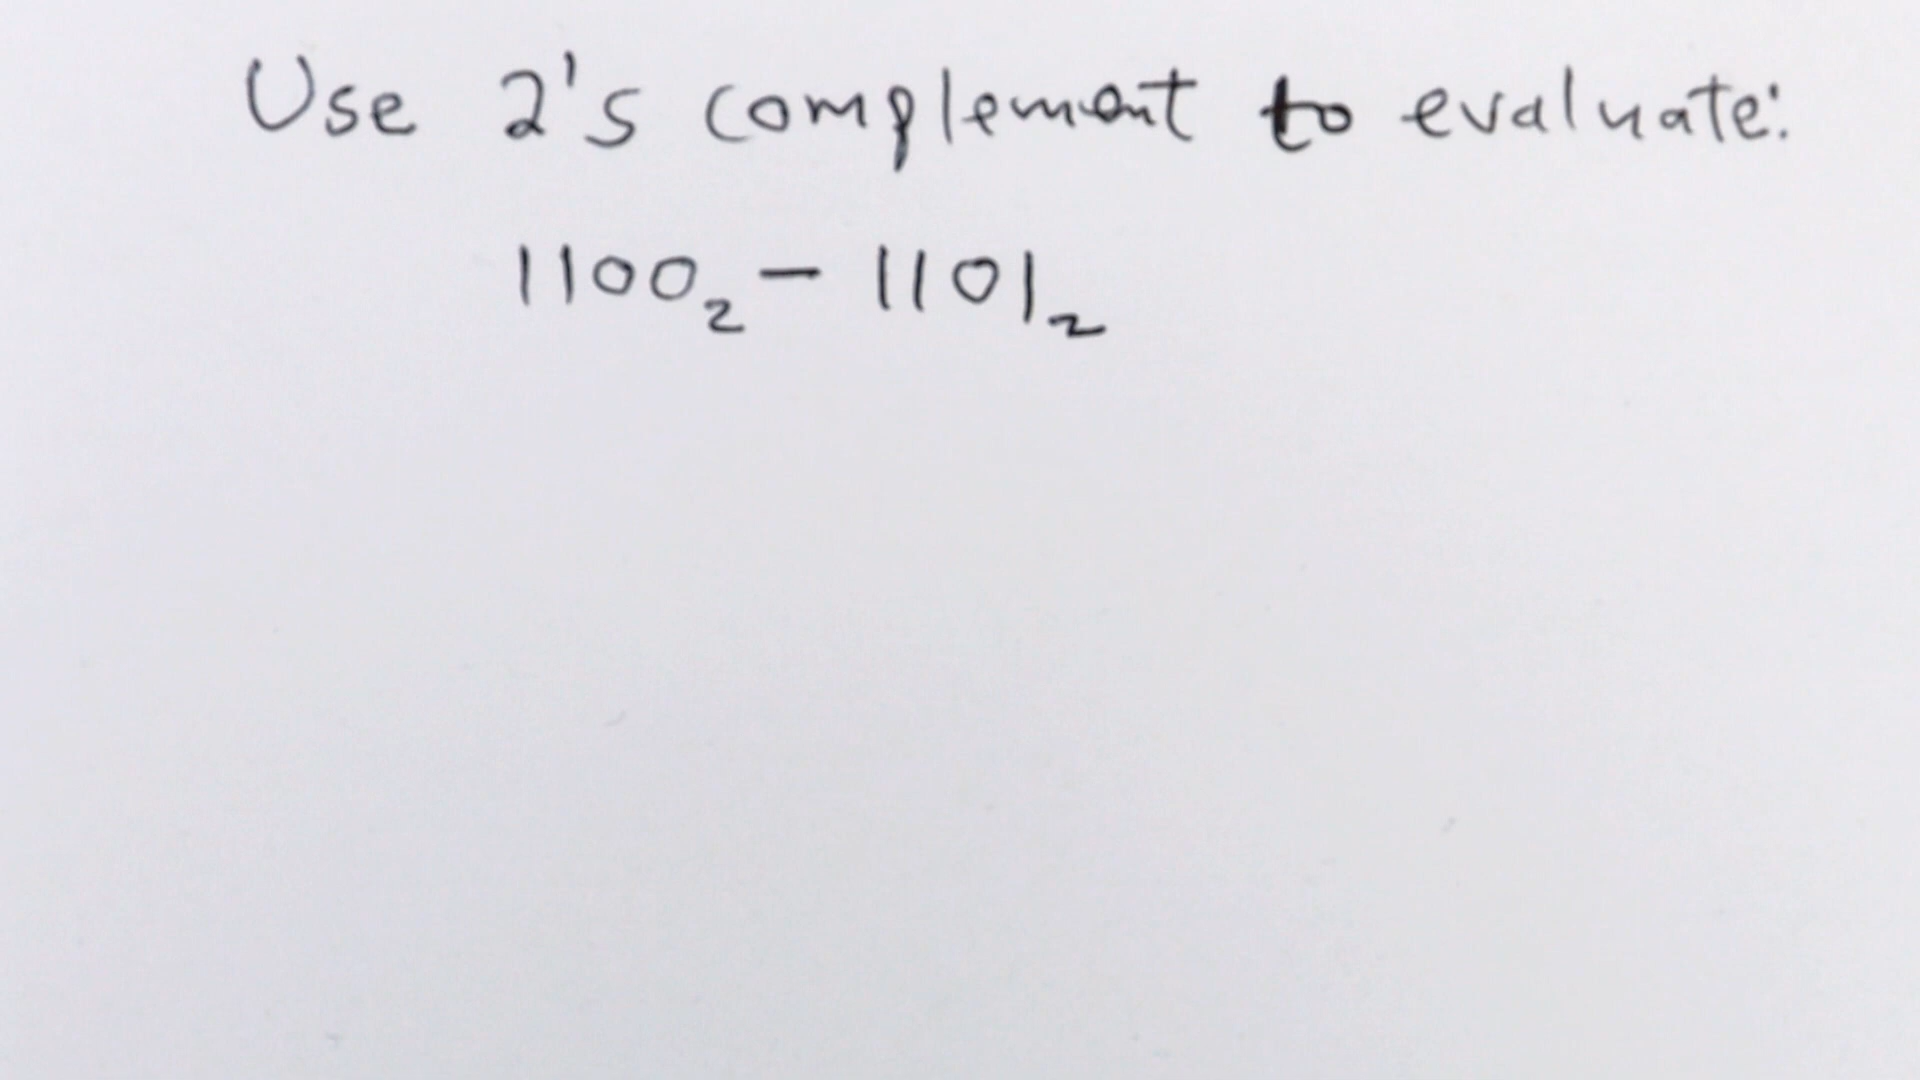 Use 2's complement to evaluate:
1100₂ − 1101₂